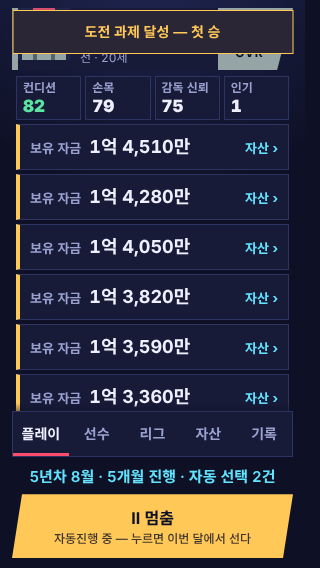 도전 과제 달성 — 첫 승
전 · 20세
OVR
컨디션 손목 감독 신뢰 인기
82 79 75 1
보유 자금 1억 4,510만 자산 ›
보유 자금 1억 4,280만 자산 ›
보유 자금 1억 4,050만 자산 ›
보유 자금 1억 3,820만 자산 ›
보유 자금 1억 3,590만 자산 ›
보유 자금 1억 3,360만 자산 ›
플레이 선수 리그 자산 기록
5년차 8월 · 5개월 진행 · 자동 선택 2건
II 멈춤
자동진행 중 — 누르면 이번 달에서 선다